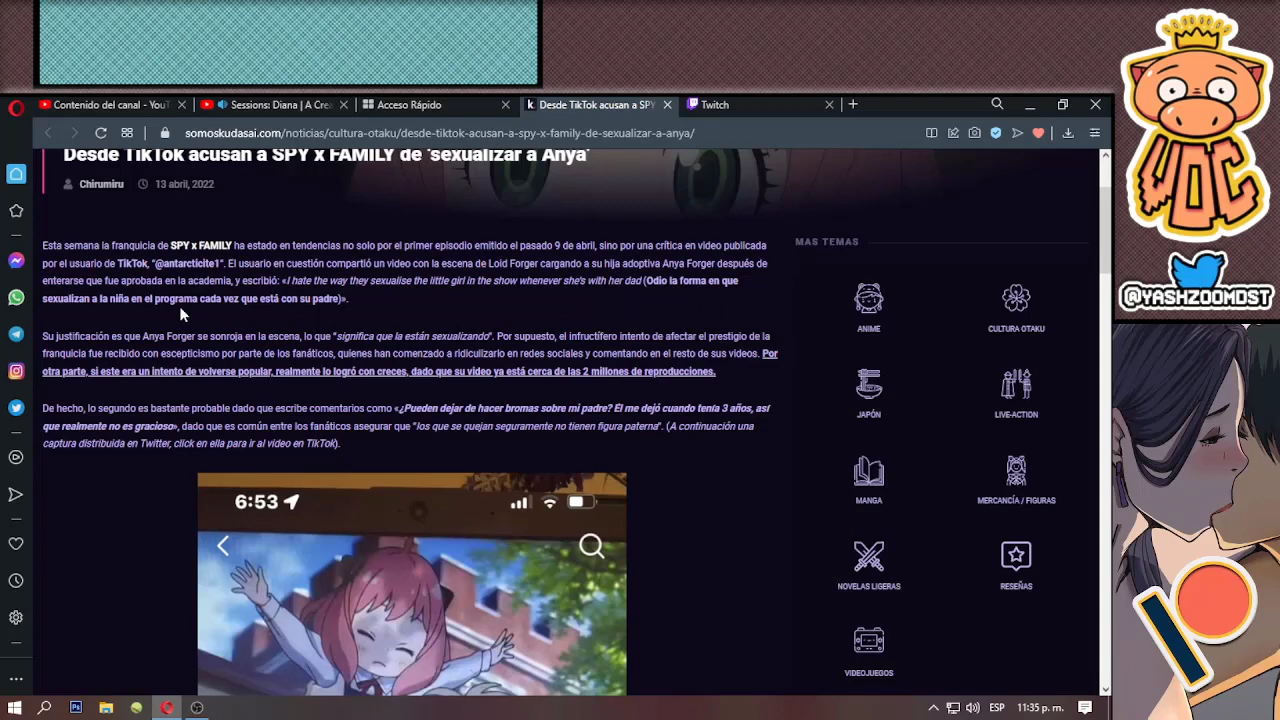 Contenido del canal - YouT
Sessions: Diana | A Crea
Acceso Rápido
Desde TikTok acusan a SPY
Twitch
somoskudasai.com/noticias/cultura-otaku/desde-tiktok-acusan-a-spy-x-family-de-sexualizar-a-anya/
Desde TikTok acusan a SPY x FAMILY de 'sexualizar a Anya'
Chirumiru 13 abril, 2022
Esta semana la franquicia de SPY x FAMILY ha estado en tendencias no solo por el primer episodio emitido el pasado 9 de abril, sino por una crítica en video publicada
por el usuario de TikTok, "@antarcticite1". El usuario en cuestión compartió un video con la escena de Loid Forger cargando a su hija adoptiva Anya Forger después de
enterarse que fue aprobada en la academia, y escribió: «I hate the way they sexualise the little girl in the show whenever she's with her dad (Odio la forma en que
sexualizan a la niña en el programa cada vez que está con su padre)».
Su justificación es que Anya Forger se sonroja en la escena, lo que "significa que la están sexualizando". Por supuesto, el infructífero intento de afectar el prestigio de la
franquicia fue recibido con escepticismo por parte de los fanáticos, quienes han comenzado a ridiculizarlo en redes sociales y comentando en el resto de sus videos. Por
otra parte, si este era un intento de volverse popular, realmente lo logró con creces, dado que su video ya está cerca de las 2 millones de reproducciones.
De hecho, lo segundo es bastante probable dado que escribe comentarios como «¿Pueden dejar de hacer bromas sobre mi padre? Él me dejó cuando tenía 3 años, así
que realmente no es gracioso», dado que es común entre los fanáticos asegurar que "los que se quejan seguramente no tienen figura paterna". (A continuación una
captura distribuida en Twitter, click en ella para ir al video en TikTok).
6:53
MAS TEMAS
ANIME
CULTURA OTAKU
JAPÓN
LIVE-ACTION
MANGA
MERCANCÍA / FIGURAS
NOVELAS LIGERAS
RESEÑAS
VIDEOJUEGOS
WOC
@YASHZOOMDST
ESP
11:35 p. m.